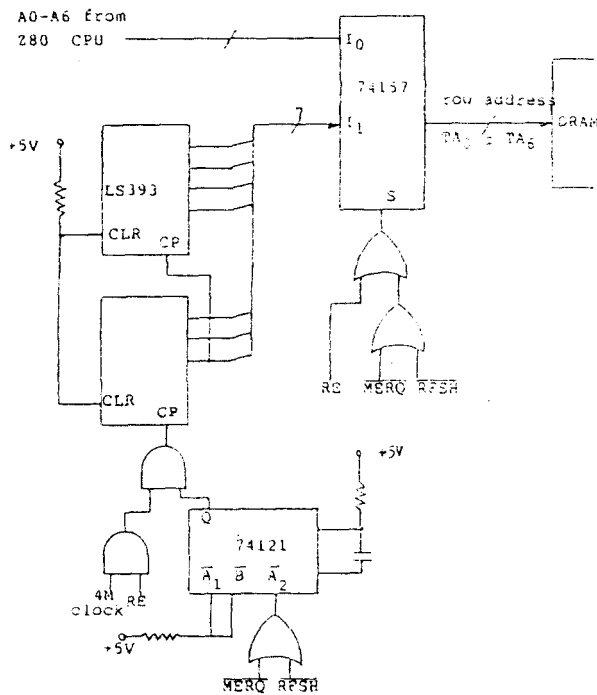 A0-A6 from
Z80 CPU
I0
74157
I1
S
row address
TA0 TA6
DRAM
7
+5V
LS393
CLR
CP
CLR
CP
RE
MERQ RFSH
+5V
Q
74121
A1 B A2
4M
clock
RE
+5V
MERQ RFSH